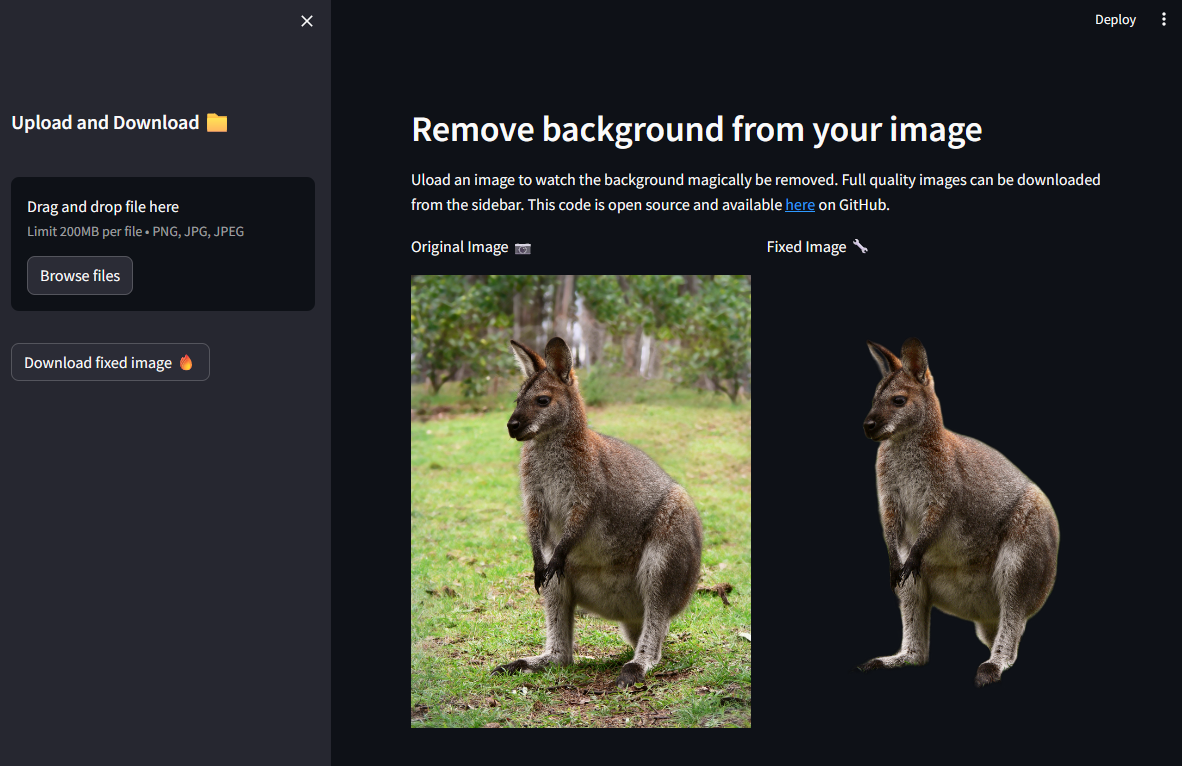 Deploy
Upload and Download
Drag and drop file here
Limit 200MB per file • PNG, JPG, JPEG
Browse files
Download fixed image
Remove background from your image
Uload an image to watch the background magically be removed. Full quality images can be downloaded
from the sidebar. This code is open source and available here on GitHub.
Original Image
Fixed Image